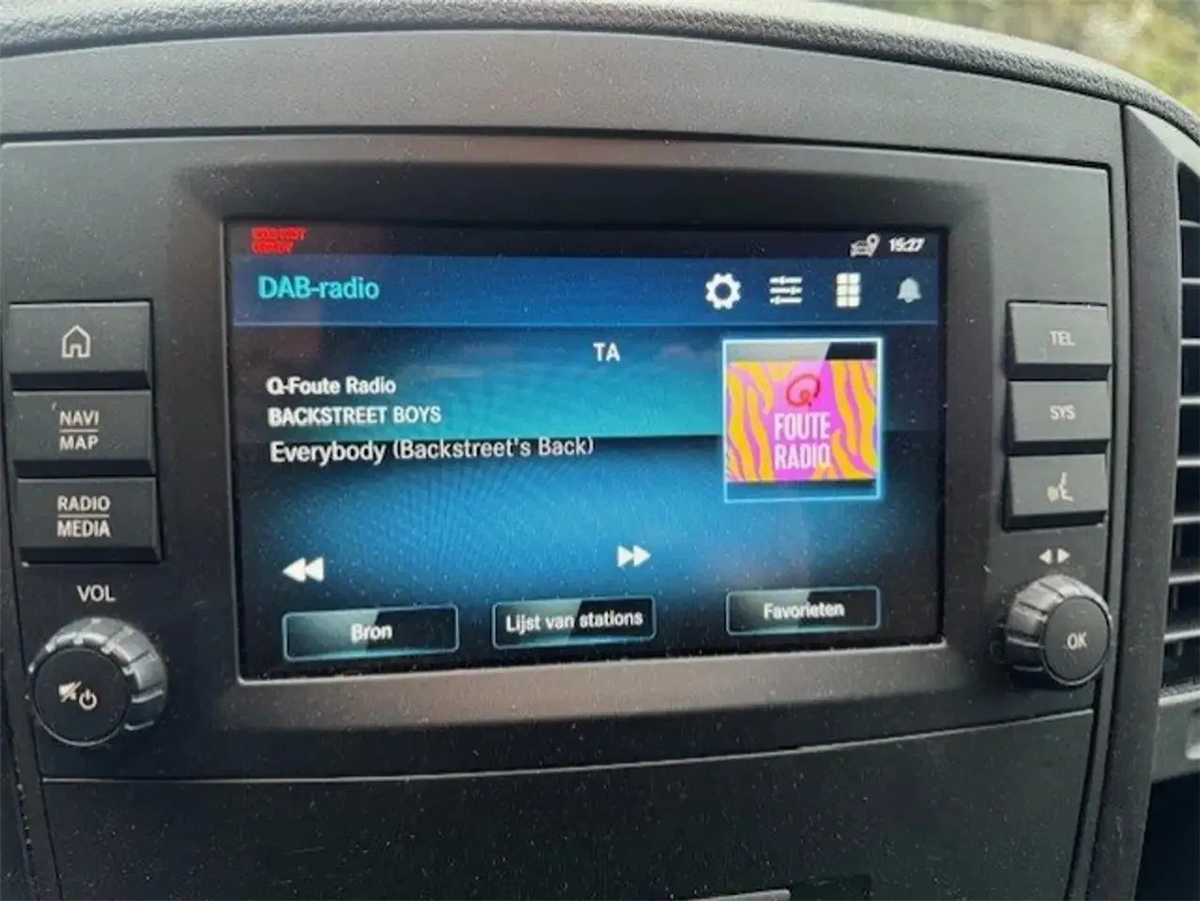 15:27
DAB-radio
TA
Q-Foute Radio
BACKSTREET BOYS
Everybody (Backstreet's Back)
Q
FOUTE
RADIO
Bron
Lijst van stations
Favorieten
NAVI
MAP
RADIO
MEDIA
VOL
TEL
SYS
OK